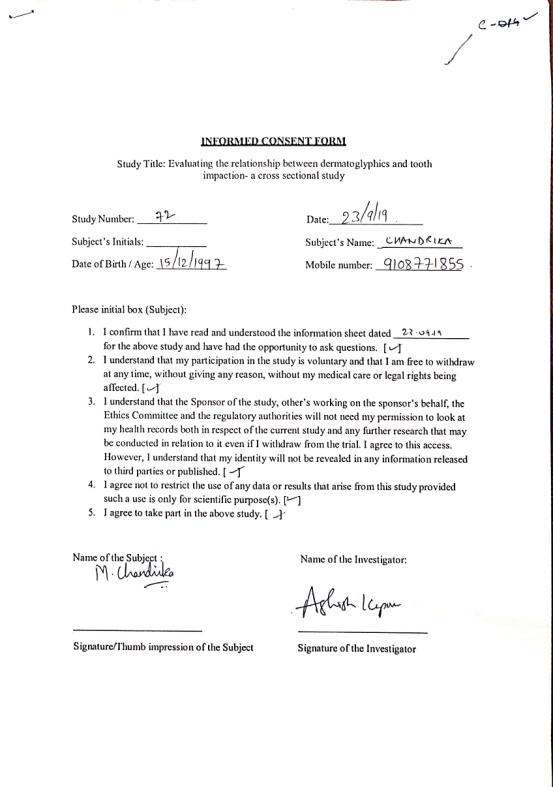 INFORMED CONSENT FORM
Study Title: Evaluating the relationship between dermatoglyphics and tooth
impaction- a cross sectional study
Study Number: 72
Date: 23/9/19
Subject's Initials:
Subject's Name: CHANDRIKA
Date of Birth / Age: 15/12/1997
Mobile number: 9108771855
Please initial box (Subject):
1. I confirm that I have read and understood the information sheet dated
for the above study and have had the opportunity to ask questions. [✓]
2. I understand that my participation in the study is voluntary and that I am free to withdraw
at any time, without giving any reason, without my medical care or legal rights being
affected. [✓]
3. I understand that the Sponsor of the study, other's working on the sponsor's behalf, the
Ethics Committee and the regulatory authorities will not need my permission to look at
my health records both in respect of the current study and any further research that may
be conducted in relation to it even if I withdraw from the trial. I agree to this access.
However, I understand that my identity will not be revealed in any information released
to third parties or published. [✓]
4. I agree not to restrict the use of any data or results that arise from this study provided
such a use is only for scientific purpose(s). [✓]
5. I agree to take part in the above study. [✓]
Name of the Subject :
M. Chandrika
Name of the Investigator:
Signature/Thumb impression of the Subject
Signature of the Investigator